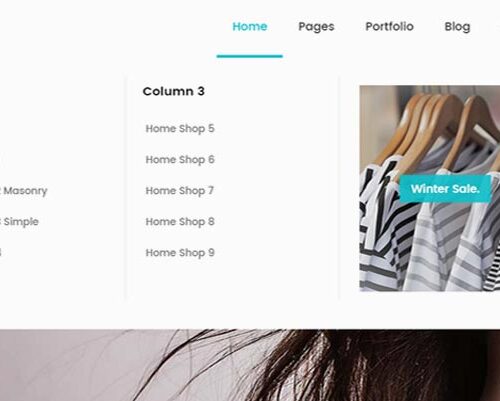 Home Pages Portfolio Blog
Column 3
Home Shop 5
Home Shop 6
Masonry Home Shop 7
Simple Home Shop 8
Home Shop 9
Winter Sale.